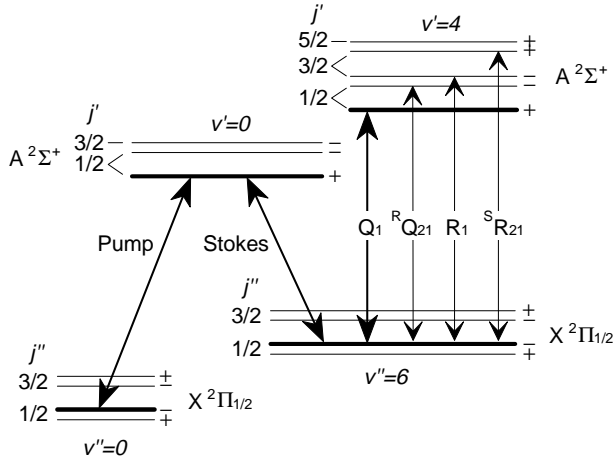 j' v'=4
5/2 +
− +
3/2 −
− A ²Σ⁺
1/2 +
j' v'=0
3/2 −
− A ²Σ⁺
1/2 +
Pump Stokes Q₁ ᴿQ₂₁ R₁ ˢR₂₁
j"
3/2 +
−
1/2 − X ²Π₁/₂
+
v"=6
j"
3/2 +
−
1/2 − X ²Π₁/₂
+
v"=0